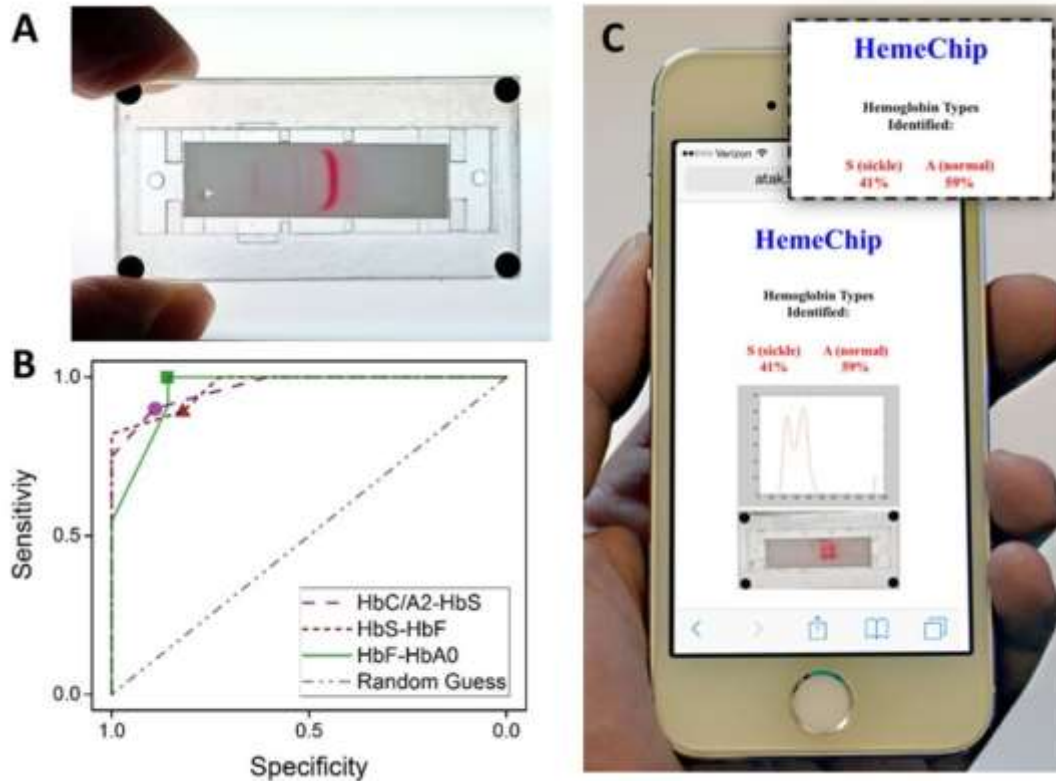 A
B
1.0
0.5
0.0
Sensitiviy
HbC/A2-HbS
HbS-HbF
HbF-HbA0
Random Guess
1.0
0.5
0.0
Specificity
C
HemeChip
Hemoglobin Types
Identified:
S (sickle) A (normal)
41% 59%
Verizon
atak
HemeChip
Hemoglobin Types
Identified:
S (sickle) A (normal)
41% 59%